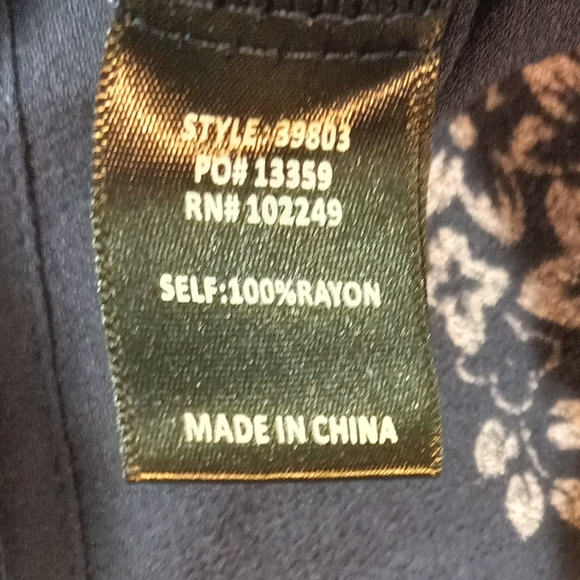 STYLE: 39803
PO# 13359
RN# 102249
SELF:100%RAYON
MADE IN CHINA